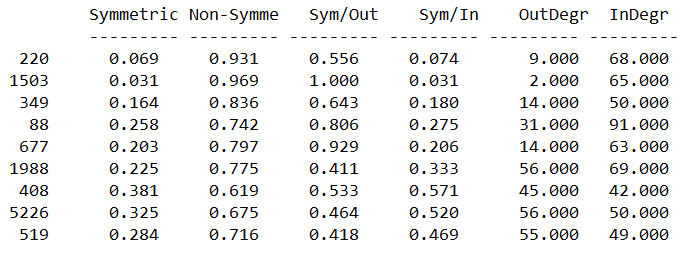 Symmetric Non-Symme Sym/Out Sym/In OutDegr InDegr
--------- --------- --------- --------- --------- ---------
220 0.069 0.931 0.556 0.074 9.000 68.000
1503 0.031 0.969 1.000 0.031 2.000 65.000
349 0.164 0.836 0.643 0.180 14.000 50.000
88 0.258 0.742 0.806 0.275 31.000 91.000
677 0.203 0.797 0.929 0.206 14.000 63.000
1988 0.225 0.775 0.411 0.333 56.000 69.000
408 0.381 0.619 0.533 0.571 45.000 42.000
5226 0.325 0.675 0.464 0.520 56.000 50.000
519 0.284 0.716 0.418 0.469 55.000 49.000